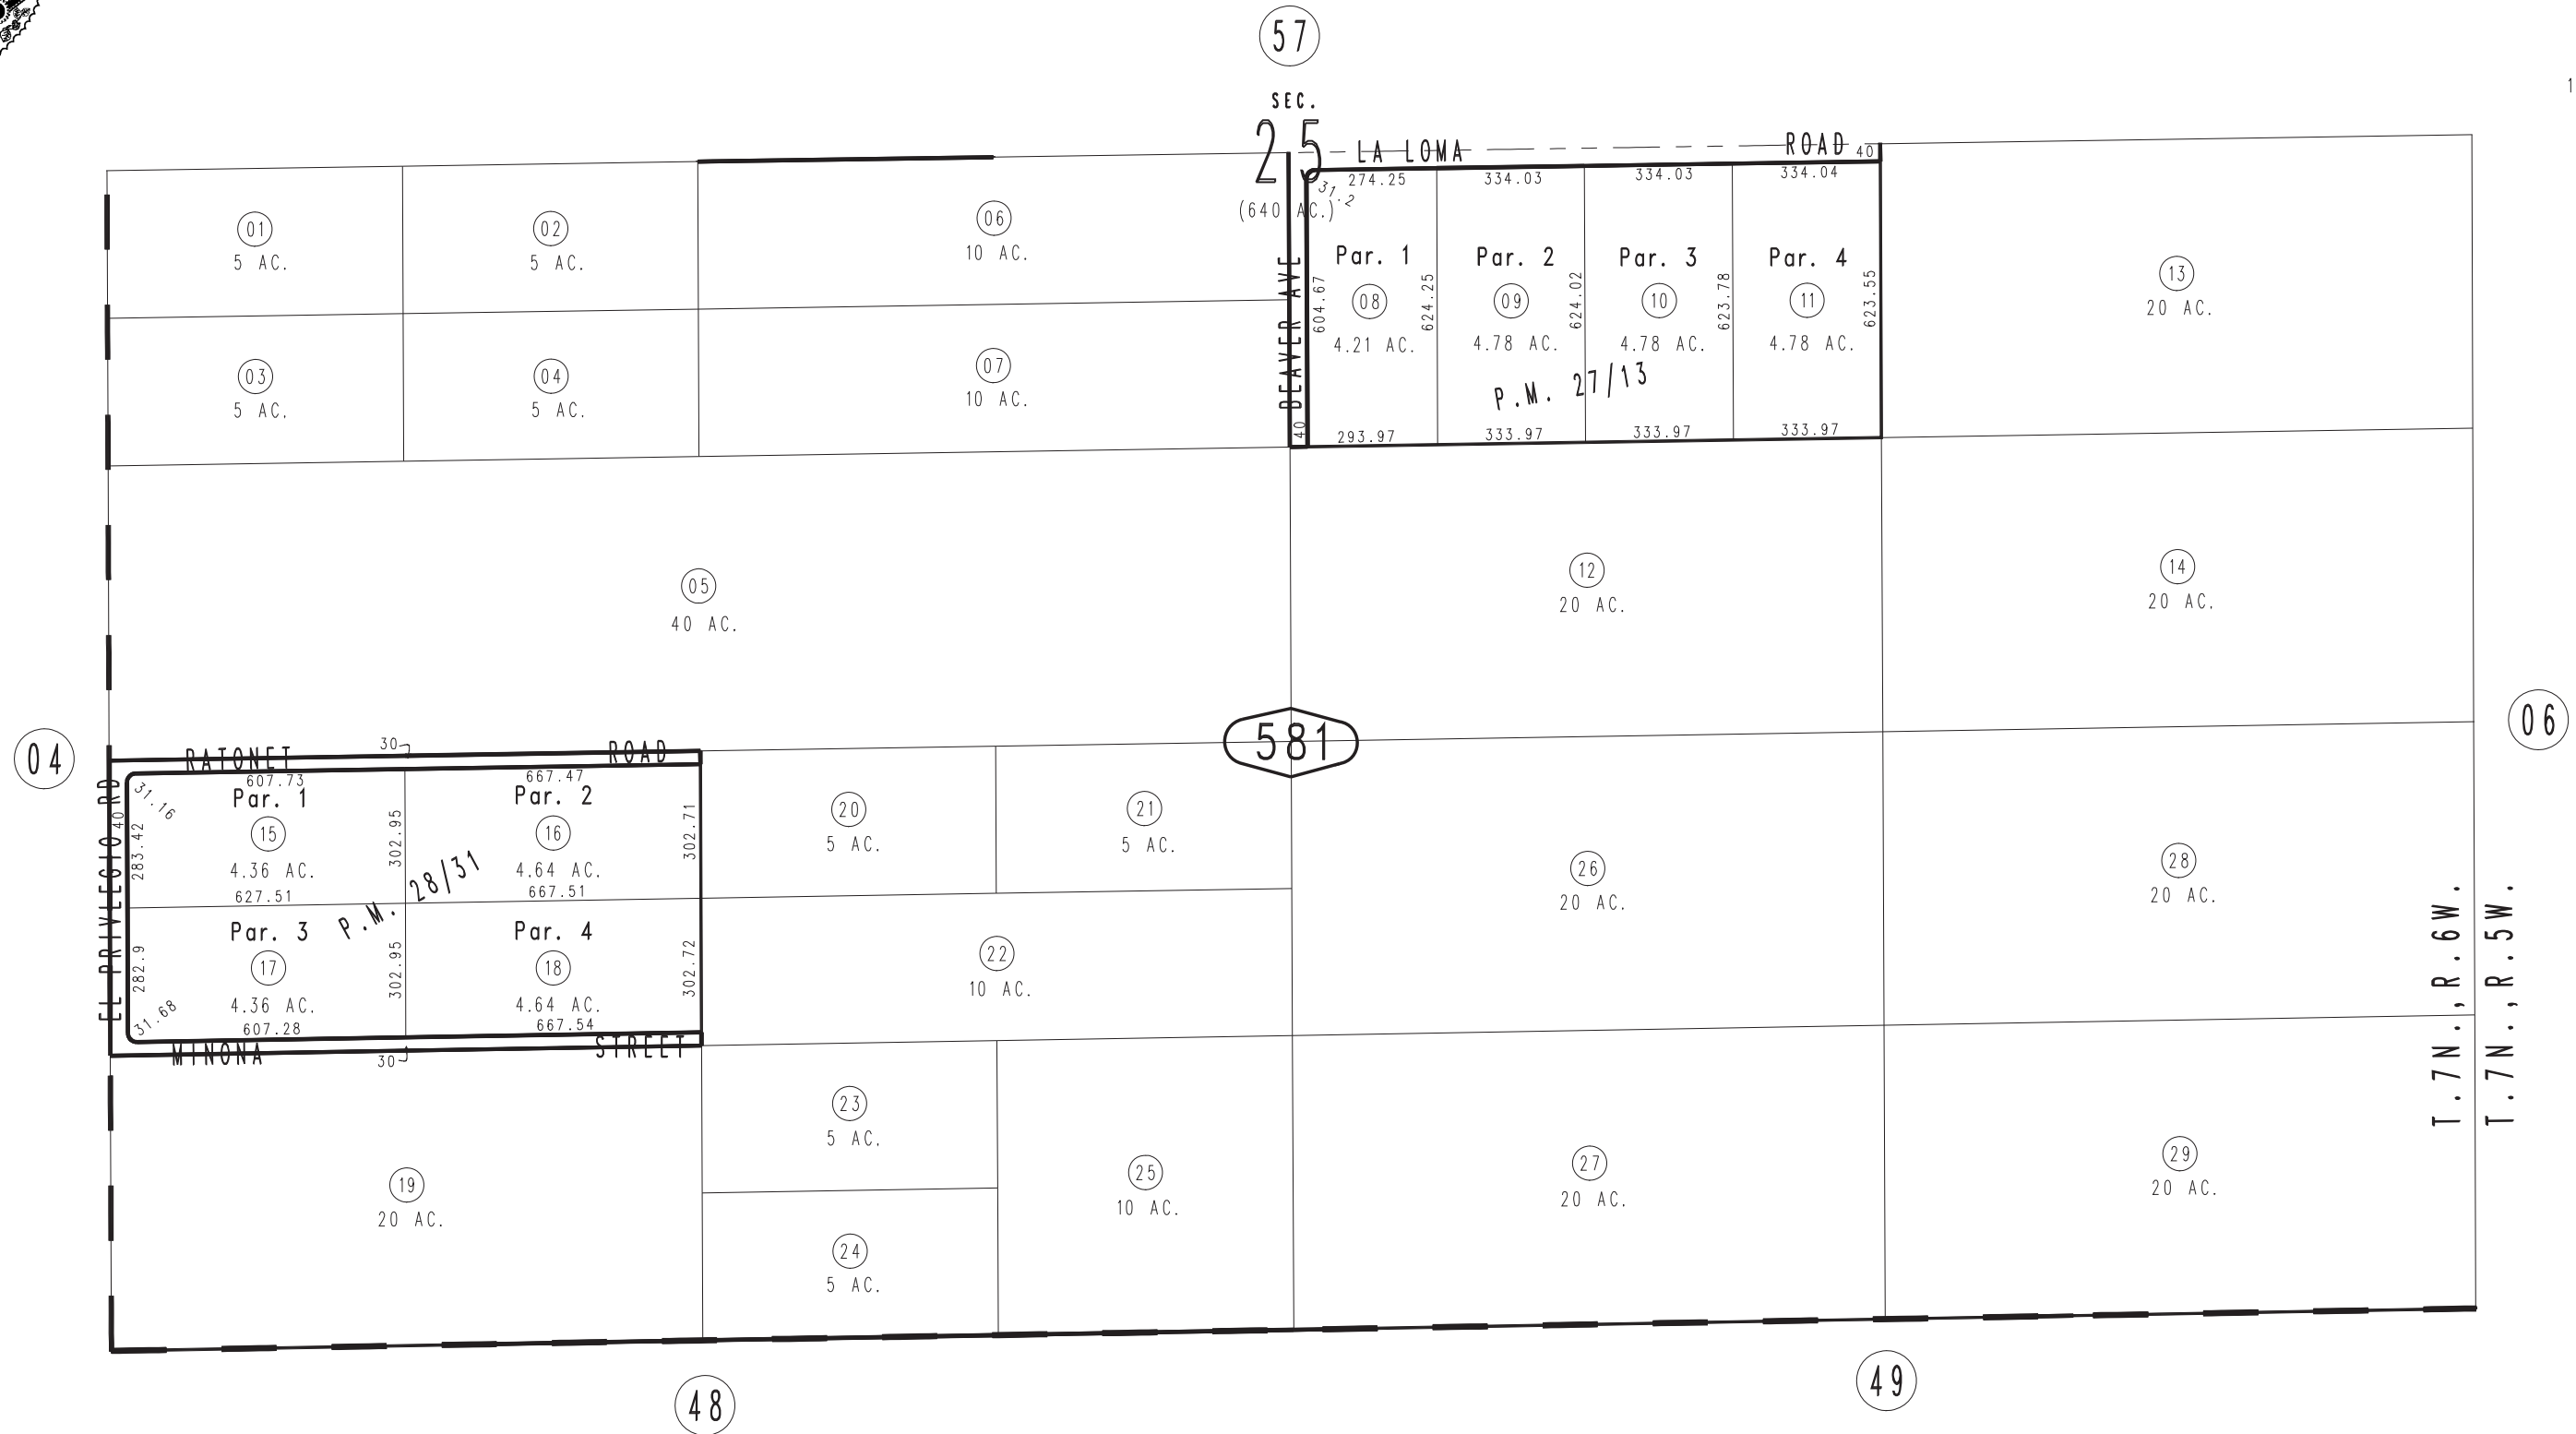 57
1
SEC.
25
(640 AC.)
LA LOMA ROAD
40
274.25
334.03
334.03
334.04
31.2
01
5 AC.
02
5 AC.
06
10 AC.
03
5 AC.
04
5 AC.
07
10 AC.
DEAVER AVE
40
604.67
Par. 1
08
4.21 AC.
624.25
Par. 2
09
4.78 AC.
624.02
Par. 3
10
4.78 AC.
623.78
Par. 4
11
4.78 AC.
623.55
P.M. 27/13
293.97
333.97
333.97
333.97
13
20 AC.
05
40 AC.
12
20 AC.
14
20 AC.
581
04
06
RATONET ROAD
30
607.73
667.47
EL PRIVILEGIO RD
40
31.16
283.42
Par. 1
15
4.36 AC.
627.51
302.95
Par. 2
16
4.64 AC.
667.51
302.71
P.M. 28/31
282.9
31.68
Par. 3
17
4.36 AC.
607.28
302.95
Par. 4
18
4.64 AC.
667.54
302.72
MINONA STREET
30
20
5 AC.
21
5 AC.
22
10 AC.
26
20 AC.
28
20 AC.
T.7N.,R.6W.
T.7N.,R.5W.
19
20 AC.
23
5 AC.
24
5 AC.
25
10 AC.
27
20 AC.
29
20 AC.
48
49